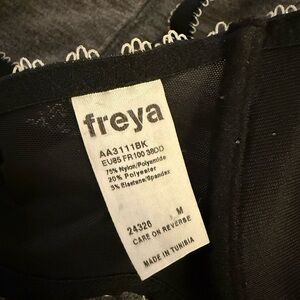 freya
AA3111BK
EU85 FR100 38DD
75% Nylon/Polyamide
20% Polyester
5% Elastane/Spandex
24320 M
CARE ON REVERSE
MADE IN TUNISIA